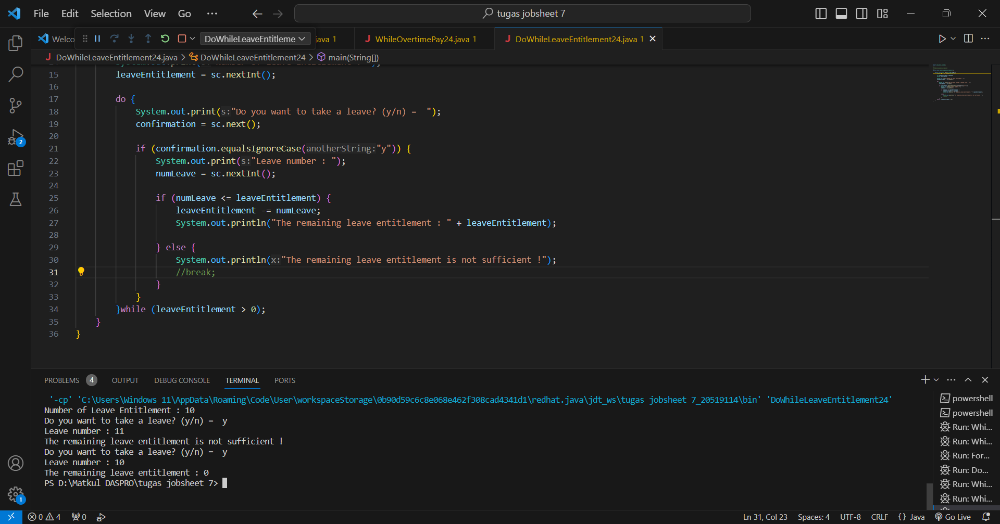 File Edit Selection View Go ··· tugas jobsheet 7
Welco DoWhileLeaveEntitleme ava 1 WhileOvertimePay24.java 1 DoWhileLeaveEntitlement24.java 1
DoWhileLeaveEntitlement24.java > DoWhileLeaveEntitlement24 > main(String[])
15 leaveEntitlement = sc.nextInt();
16
17 do {
18 System.out.print(s:"Do you want to take a leave? (y/n) =  ");
19 confirmation = sc.next();
20
21 if (confirmation.equalsIgnoreCase(anotherString:"y")) {
22 System.out.print(s:"Leave number : ");
23 numLeave = sc.nextInt();
24
25 if (numLeave <= leaveEntitlement) {
26 leaveEntitlement -= numLeave;
27 System.out.println("The remaining leave entitlement : " + leaveEntitlement);
28
29 } else {
30 System.out.println(x:"The remaining leave entitlement is not sufficient !");
31 //break;
32 }
33 }
34 }while (leaveEntitlement > 0);
35 }
36 }
PROBLEMS 4 OUTPUT DEBUG CONSOLE TERMINAL PORTS
'-cp' 'C:\Users\Windows 11\AppData\Roaming\Code\User\workspaceStorage\0b90d59c6c8e068e462f308cad4341d1\redhat.java\jdt_ws\tugas jobsheet 7_20519114\bin' 'DoWhileLeaveEntitlement24'
Number of Leave Entitlement : 10
Do you want to take a leave? (y/n) =  y
Leave number : 11
The remaining leave entitlement is not sufficient !
Do you want to take a leave? (y/n) =  y
Leave number : 10
The remaining leave entitlement : 0
PS D:\Matkul DASPRO\tugas jobsheet 7>
powershell
powershell
Run: Whi...
Run: Whi...
Run: For...
Run: Do...
Run: Whi...
Run: Whi...
2
1
0 4 0 Ln 31, Col 23 Spaces: 4 UTF-8 CRLF {} Java Go Live